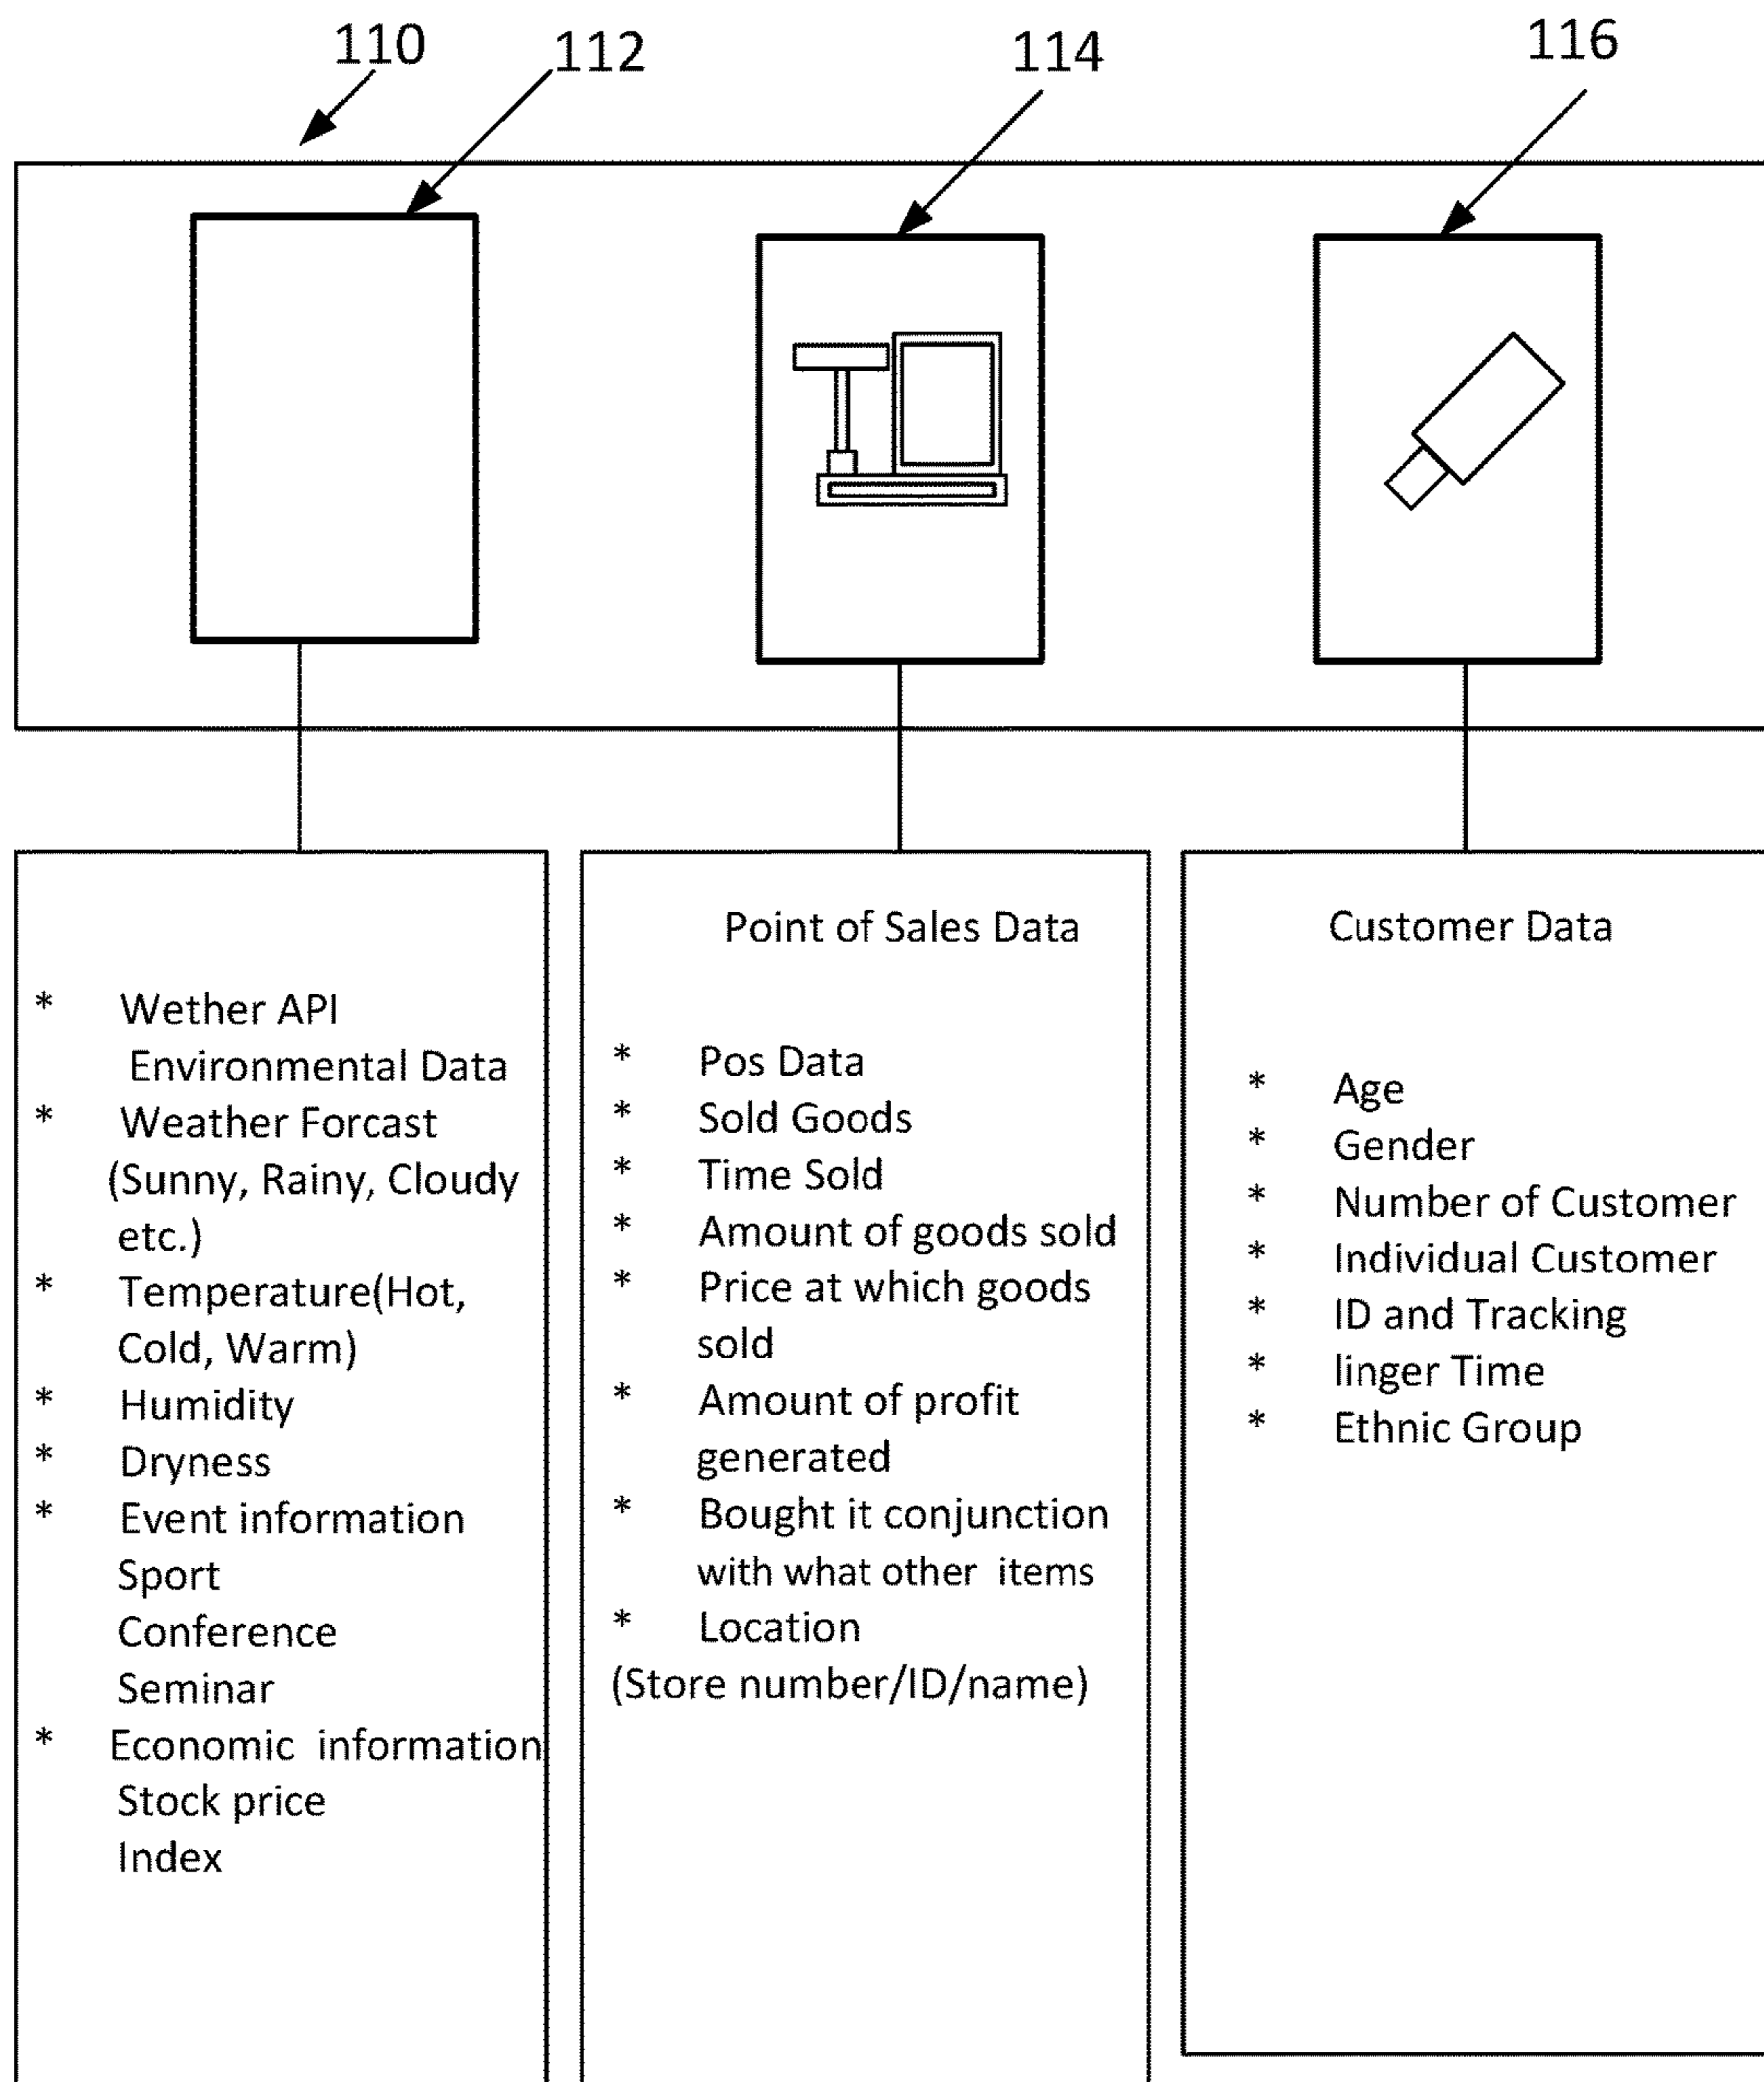 110
112
114
116
* Wether API
Environmental Data
* Weather Forcast
(Sunny, Rainy, Cloudy
etc.)
* Temperature(Hot,
Cold, Warm)
* Humidity
* Dryness
* Event information
Sport
Conference
Seminar
* Economic information
Stock price
Index
Point of Sales Data
* Pos Data
* Sold Goods
* Time Sold
* Amount of goods sold
* Price at which goods
sold
* Amount of profit
generated
* Bought it conjunction
with what other items
* Location
(Store number/ID/name)
Customer Data
* Age
* Gender
* Number of Customer
* Individual Customer
* ID and Tracking
* linger Time
* Ethnic Group